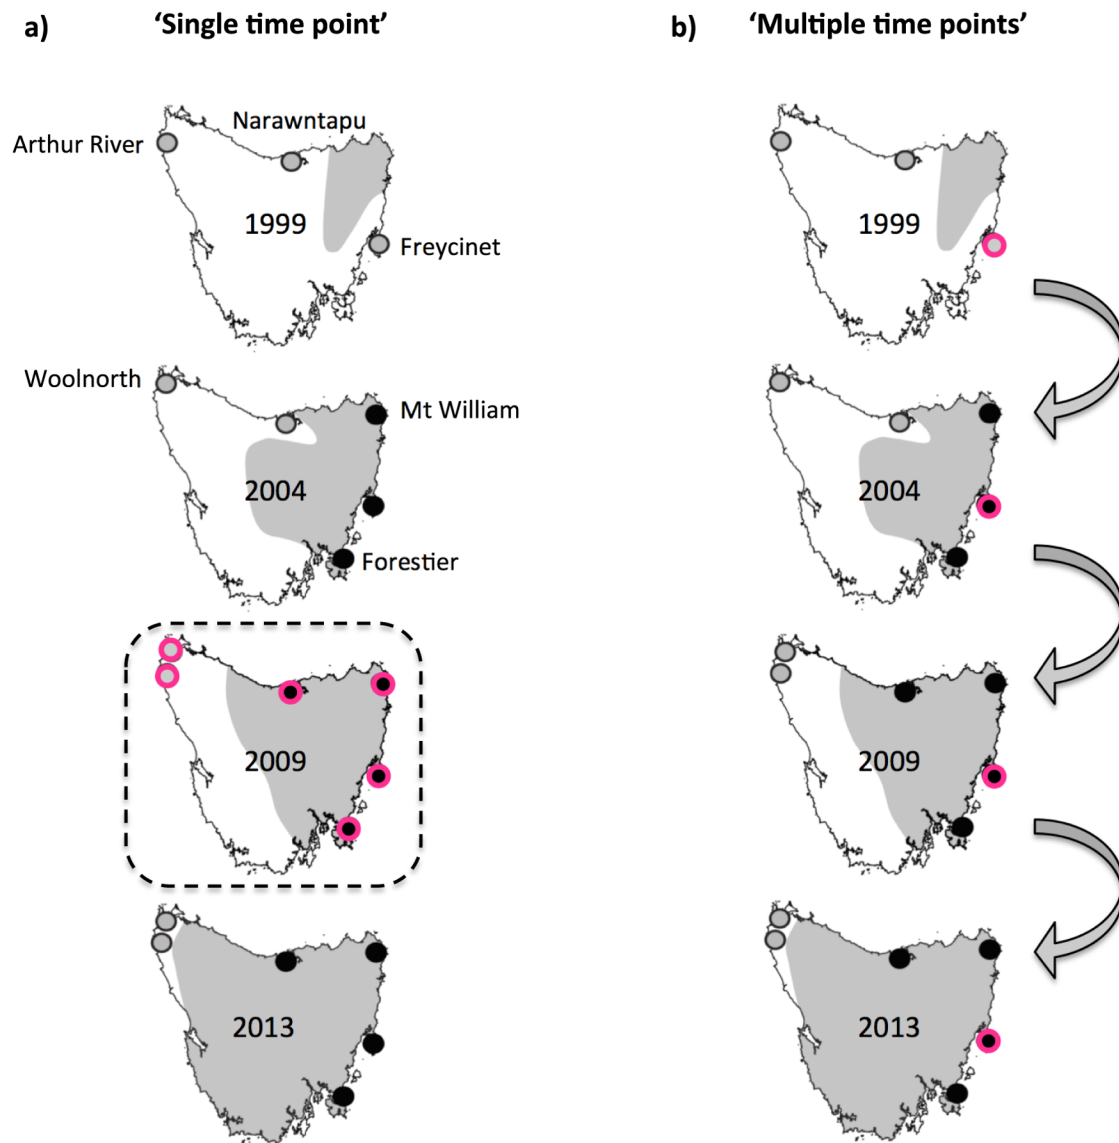 a) 'Single time point'
b) 'Multiple time points'
Narawntapu
Arthur River
1999
Freycinet
1999
Woolnorth
Mt William
2004
Forestier
2004
2009
2009
2013
2013